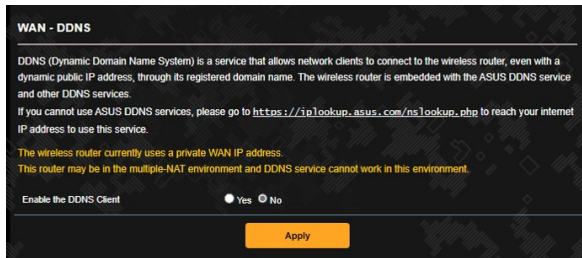 WAN - DDNS
DDNS (Dynamic Domain Name System) is a service that allows network clients to connect to the wireless router, even with a
dynamic public IP address, through its registered domain name. The wireless router is embedded with the ASUS DDNS service
and other DDNS services.
If you cannot use ASUS DDNS services, please go to https://iplookup.asus.com/nslookup.php to reach your internet
IP address to use this service.
The wireless router currently uses a private WAN IP address.
This router may be in the multiple-NAT environment and DDNS service cannot work in this environment.
Enable the DDNS Client Yes No
Apply